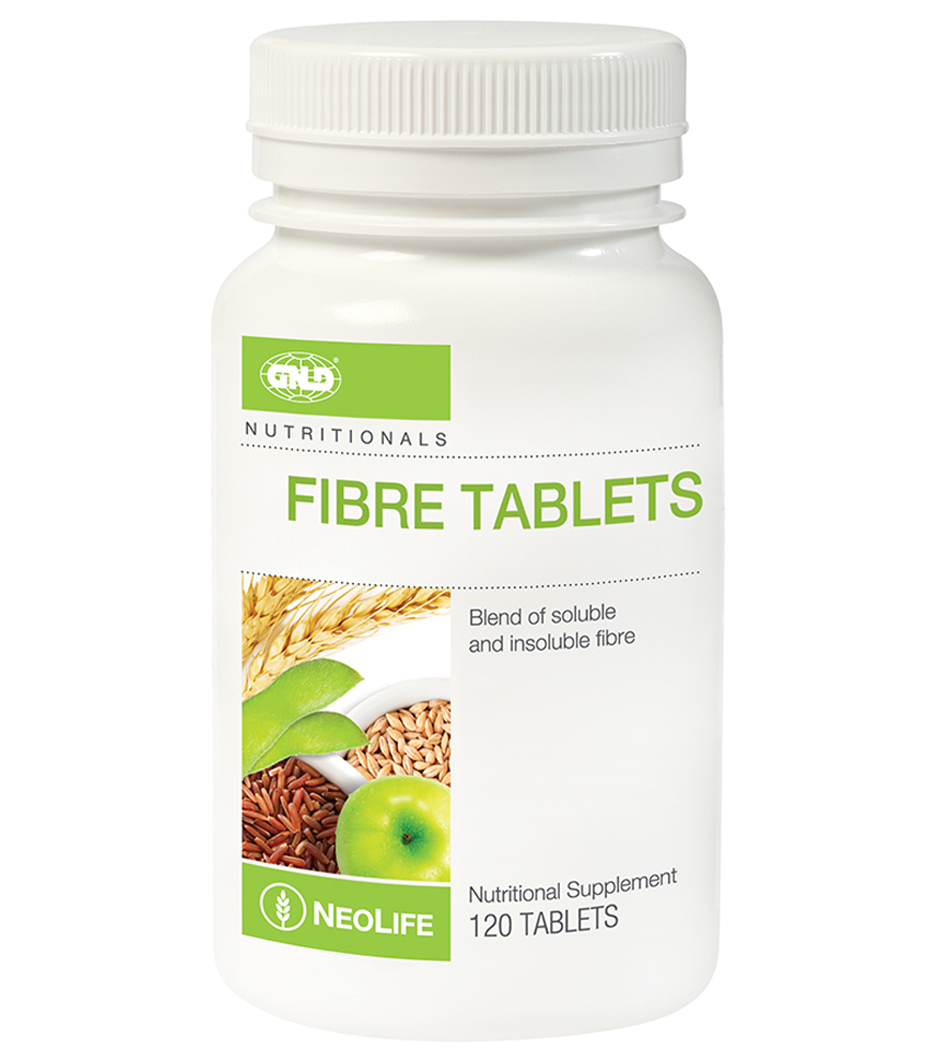 GNLD®
NUTRITIONALS
FIBRE TABLETS
Blend of soluble
and insoluble fibre
NEOLIFE
Nutritional Supplement
120 TABLETS